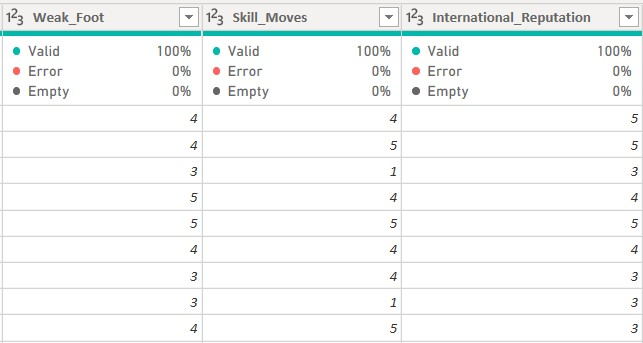 1²3 Weak_Foot 1²3 Skill_Moves 1²3 International_Reputation
Valid 100% Valid 100% Valid 100%
Error 0% Error 0% Error 0%
Empty 0% Empty 0% Empty 0%
4 4 5
4 5 5
3 1 3
5 4 4
5 5 5
4 4 4
3 4 3
3 1 3
4 5 3